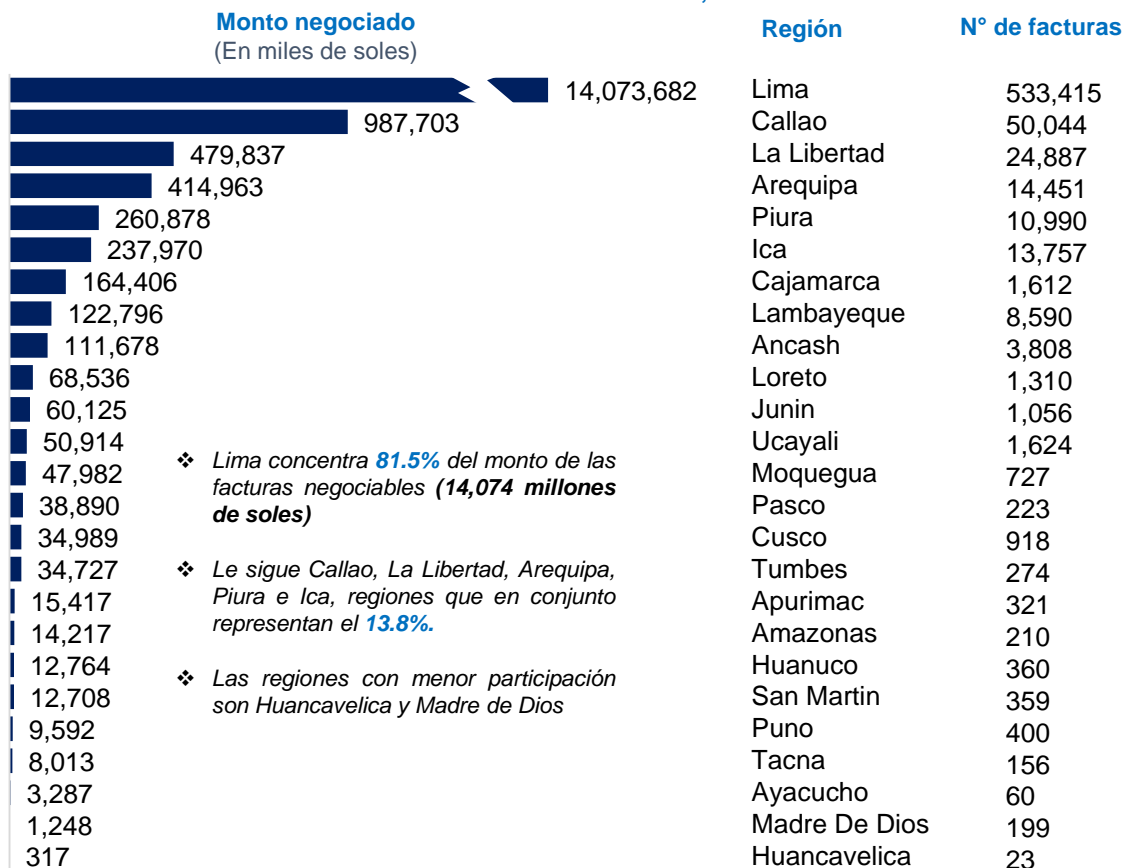 Monto negociado
(En miles de soles)
Región
N° de facturas
14,073,682 Lima 533,415
987,703 Callao 50,044
479,837 La Libertad 24,887
414,963 Arequipa 14,451
260,878 Piura 10,990
237,970 Ica 13,757
164,406 Cajamarca 1,612
122,796 Lambayeque 8,590
111,678 Ancash 3,808
68,536 Loreto 1,310
60,125 Junin 1,056
50,914 Ucayali 1,624
47,982 Moquegua 727
38,890 Pasco 223
34,989 Cusco 918
34,727 Tumbes 274
15,417 Apurimac 321
14,217 Amazonas 210
12,764 Huanuco 360
12,708 San Martin 359
9,592 Puno 400
8,013 Tacna 156
3,287 Ayacucho 60
1,248 Madre De Dios 199
317 Huancavelica 23
❖ Lima concentra 81.5% del monto de las
facturas negociables (14,074 millones
de soles)
❖ Le sigue Callao, La Libertad, Arequipa,
Piura e Ica, regiones que en conjunto
representan el 13.8%.
❖ Las regiones con menor participación
son Huancavelica y Madre de Dios